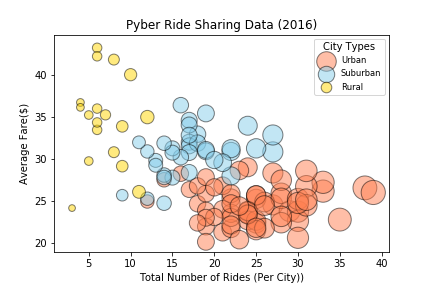 Pyber Ride Sharing Data (2016)
City Types
Urban
Suburban
Rural
Average Fare($)
40
35
30
25
20
5 10 15 20 25 30 35 40
Total Number of Rides (Per City))